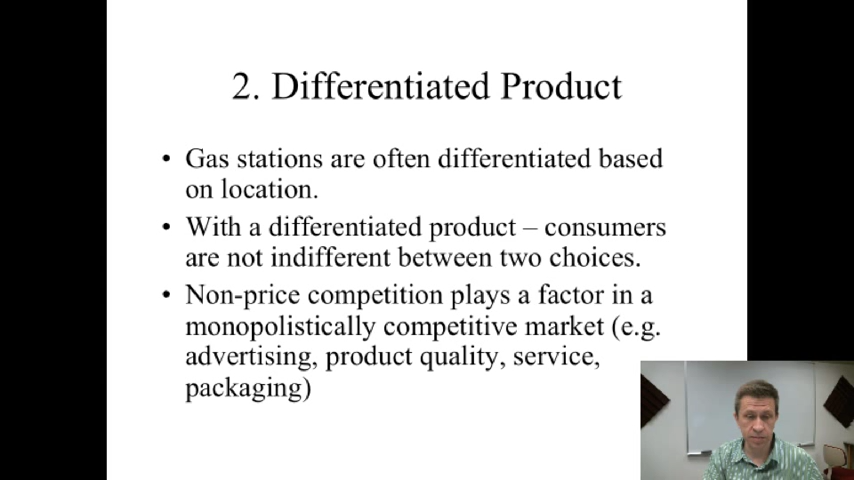 2. Differentiated Product
• Gas stations are often differentiated based
on location.
• With a differentiated product – consumers
are not indifferent between two choices.
• Non-price competition plays a factor in a
monopolistically competitive market (e.g.
advertising, product quality, service,
packaging)